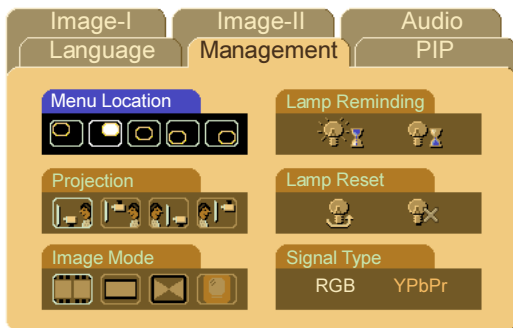 Image-I Image-II Audio
Language Management PIP
Menu Location Lamp Reminding
Projection Lamp Reset
Image Mode Signal Type
RGB YPbPr